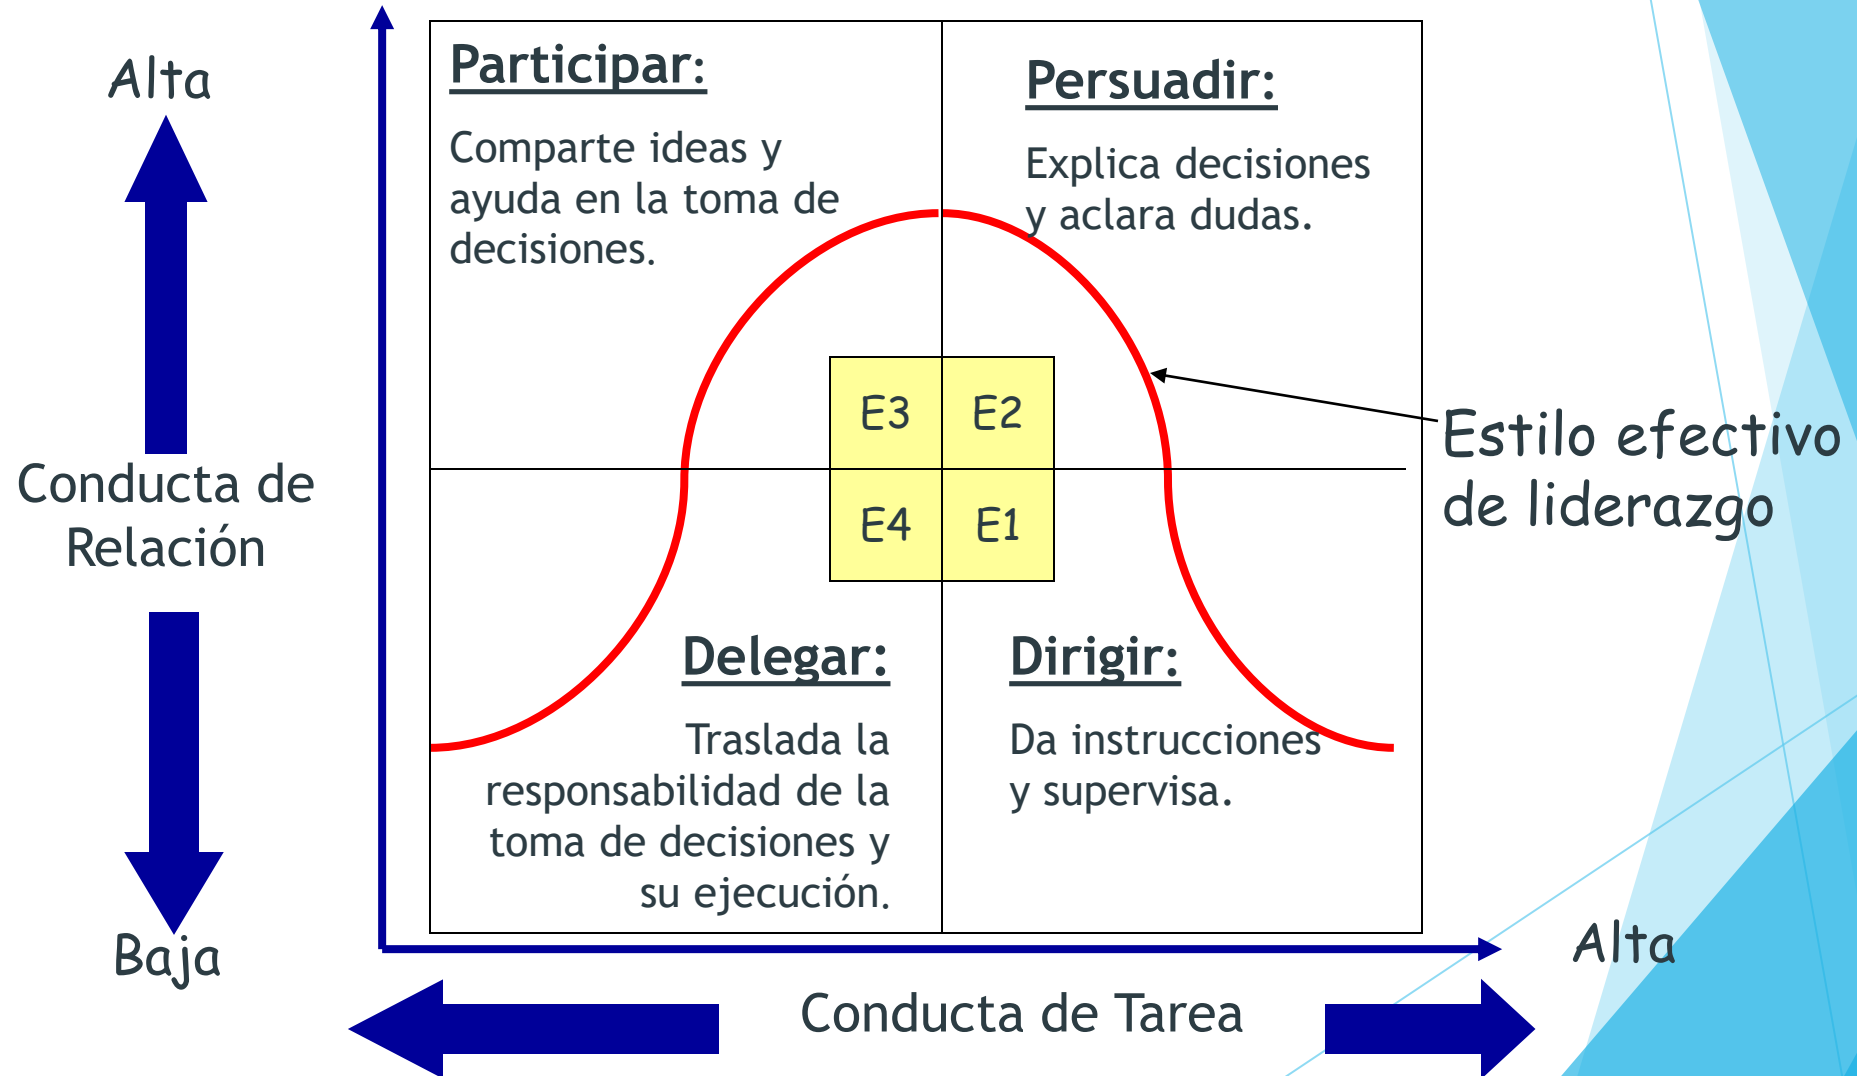 Alta
Conducta de
Relación
Baja
Participar:
Comparte ideas y
ayuda en la toma de
decisiones.
Persuadir:
Explica decisiones
y aclara dudas.
E3
E2
E4
E1
Estilo efectivo
de liderazgo
Delegar:
Traslada la
responsabilidad de la
toma de decisiones y
su ejecución.
Dirigir:
Da instrucciones
y supervisa.
Alta
Conducta de Tarea